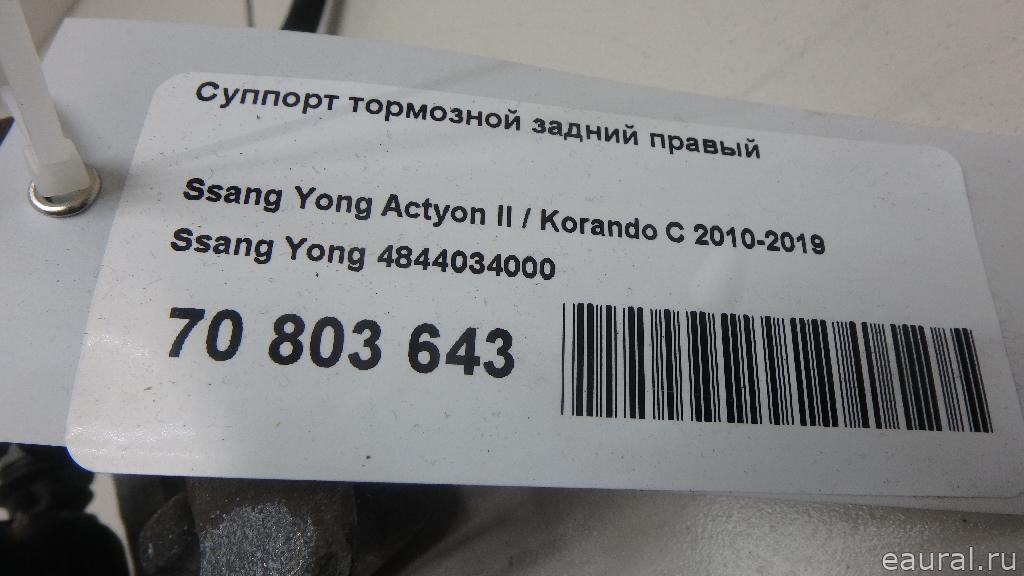 Суппорт тормозной задний правый
Ssang Yong Actyon II / Korando C 2010-2019
Ssang Yong 4844034000
70 803 643
eaural.ru